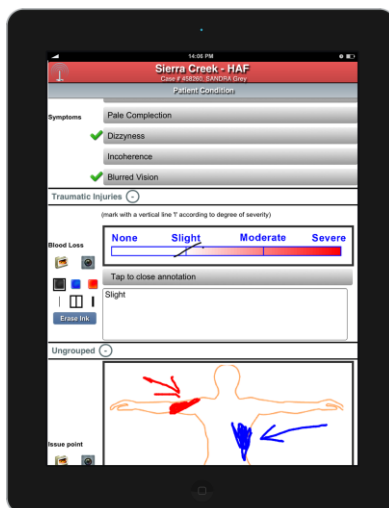 14:06 PM
Sierra Creek - HAF
Case # 458260, SANDRA Grey
Patient Condition
Symptoms
Pale Complection
Dizzyness
Incoherence
Blurred Vision
Traumatic Injuries
(mark with a vertical line 'I' according to degree of severity)
Blood Loss
None Slight Moderate Severe
Tap to close annotation
Slight
Erase Ink
Ungrouped
Issue point